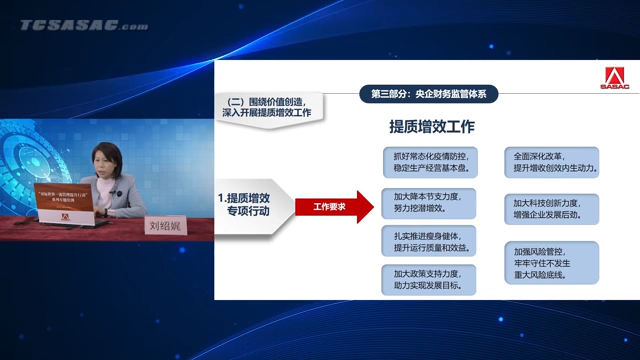 TCSASAC.com
SASAC
第三部分：央企财务监管体系
（二）围绕价值创造，
深入开展提质增效工作
提质增效工作
抓好常态化疫情防控，
稳定生产经营基本盘。
全面深化改革，
提升增收创效内生动力。
1.提质增效
专项行动
工作要求
加大降本节支力度，
努力挖潜增效。
加大科技创新力度，
增强企业发展后劲。
扎实推进瘦身健体，
提升运行质量和效益。
加强风险管控，
牢牢守住不发生
重大风险底线。
加大政策支持力度，
助力实现发展目标。
系列专题培训
刘绍娓